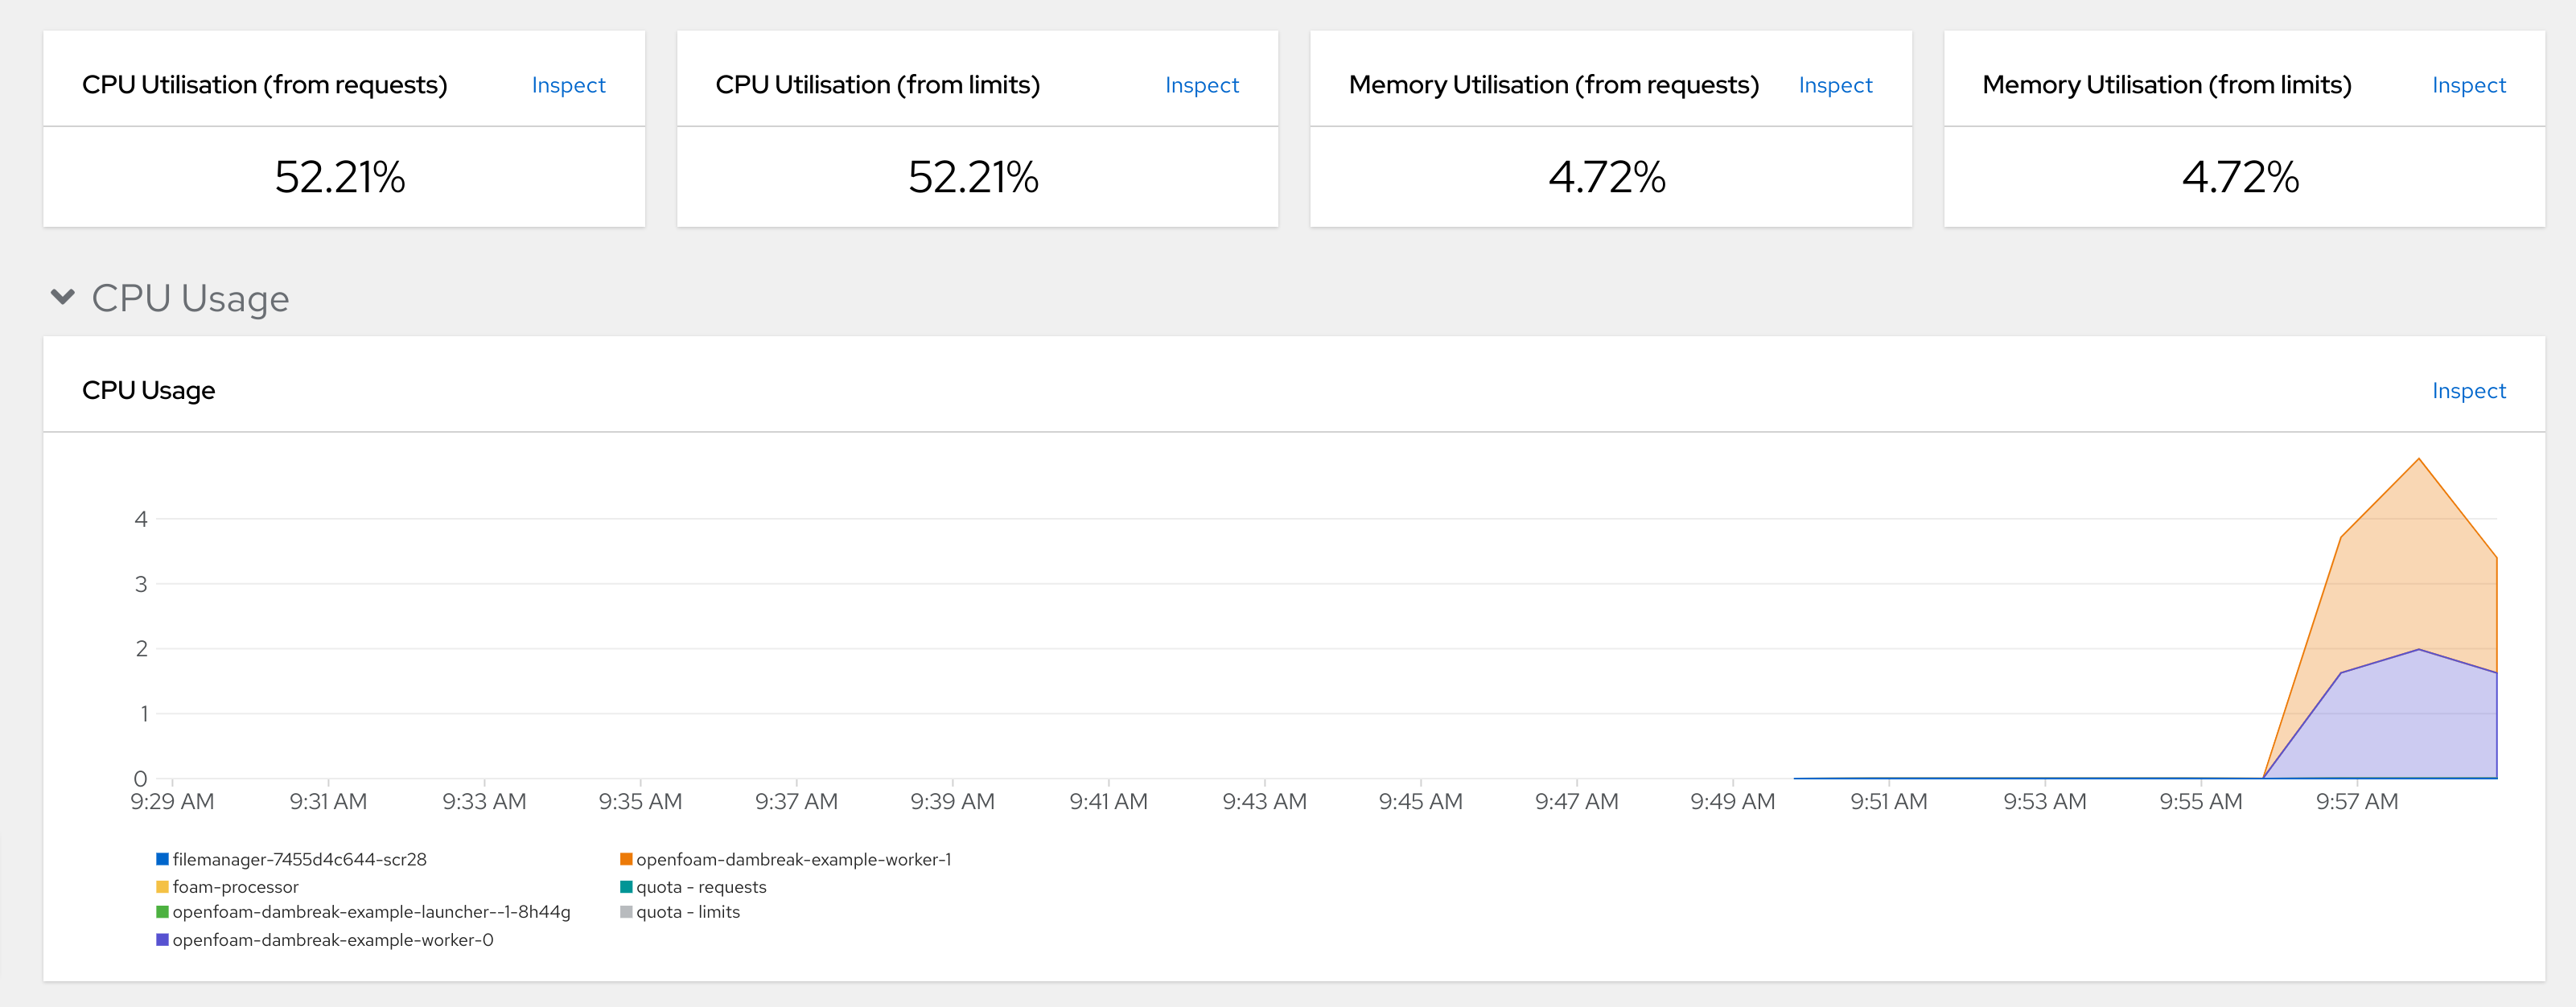 CPU Utilisation (from requests) Inspect
52.21%
CPU Utilisation (from limits) Inspect
52.21%
Memory Utilisation (from requests) Inspect
4.72%
Memory Utilisation (from limits) Inspect
4.72%
CPU Usage
CPU Usage Inspect
4
3
2
1
0
9:29 AM 9:31 AM 9:33 AM 9:35 AM 9:37 AM 9:39 AM 9:41 AM 9:43 AM 9:45 AM 9:47 AM 9:49 AM 9:51 AM 9:53 AM 9:55 AM 9:57 AM
filemanager-7455d4c644-scr28
foam-processor
openfoam-dambreak-example-launcher--1-8h44g
openfoam-dambreak-example-worker-0
openfoam-dambreak-example-worker-1
quota - requests
quota - limits